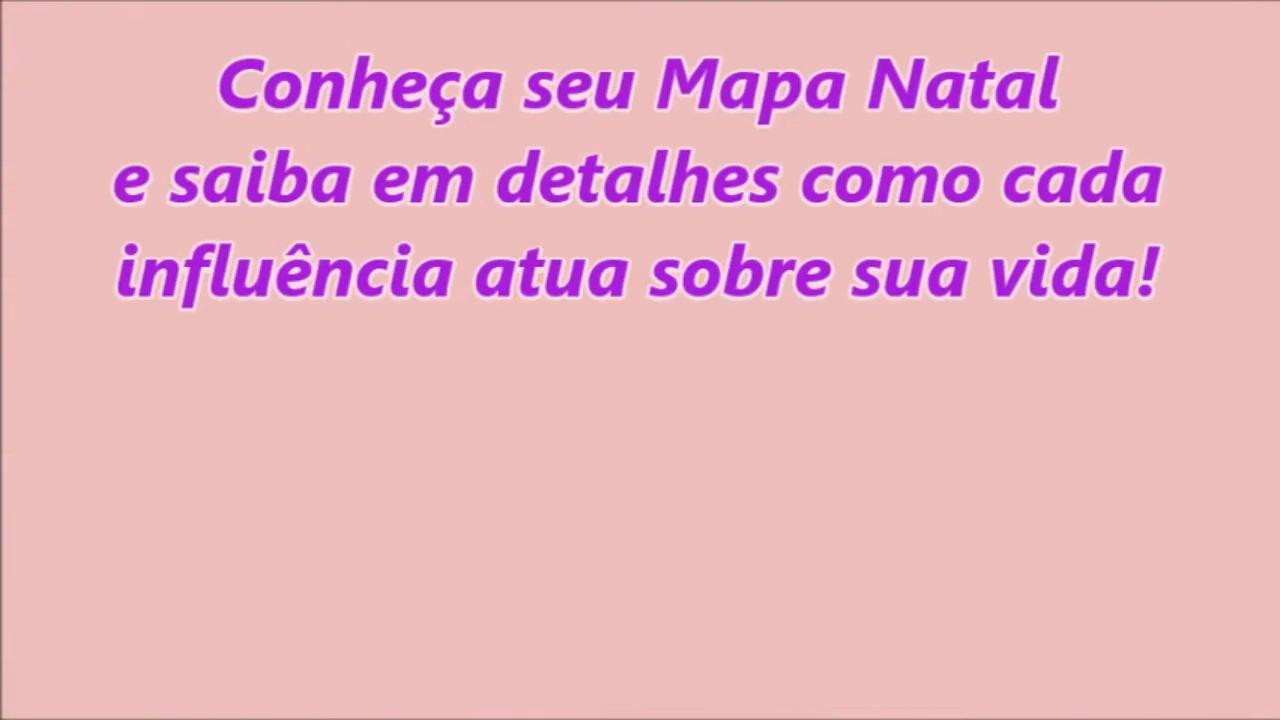 Conheça seu Mapa Natal
e saiba em detalhes como cada
influência atua sobre sua vida!